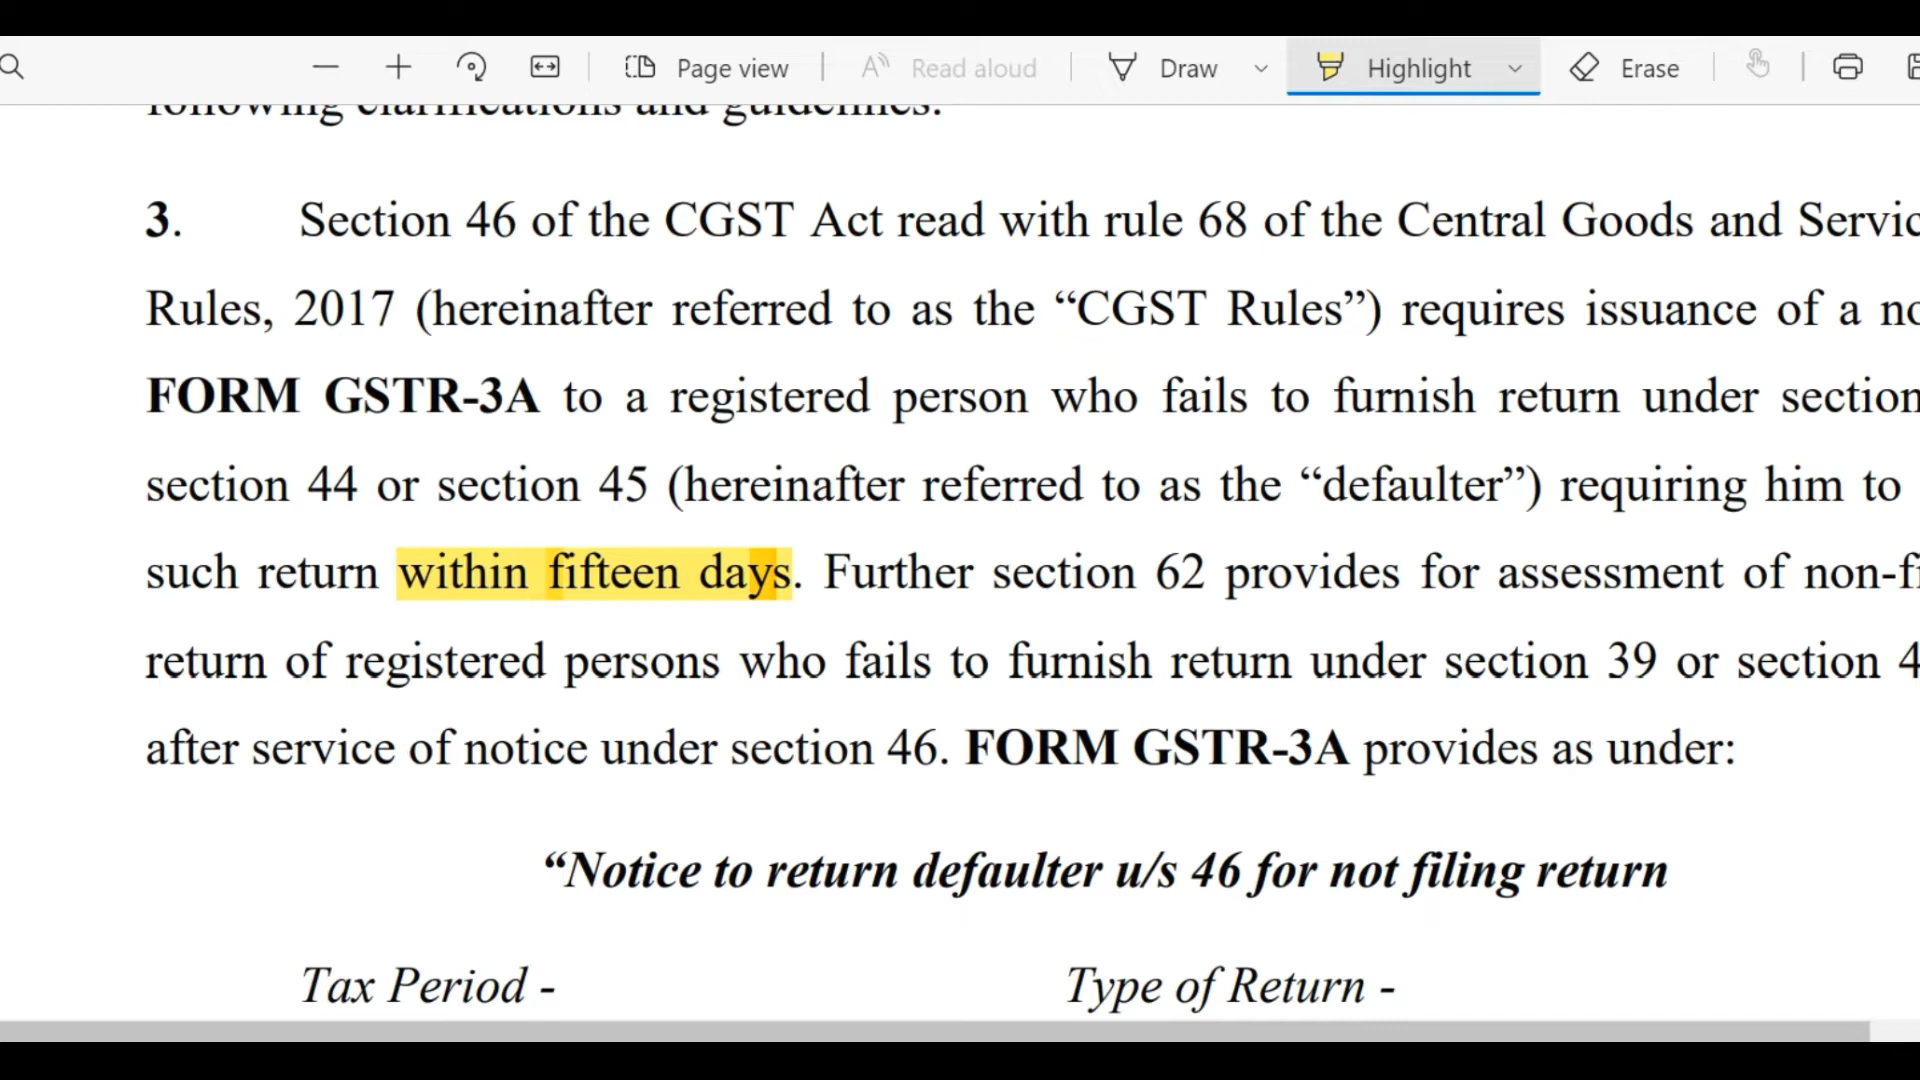 Page view Read aloud Draw Highlight Erase
following clarifications and guidelines.
3. Section 46 of the CGST Act read with rule 68 of the Central Goods and
Rules, 2017 (hereinafter referred to as the “CGST Rules”) requires issuance of a
FORM GSTR-3A to a registered person who fails to furnish return under section
section 44 or section 45 (hereinafter referred to as the “defaulter”) requiring him to
such return within fifteen days. Further section 62 provides for assessment of
return of registered persons who fails to furnish return under section 39 or section
after service of notice under section 46. FORM GSTR-3A provides as under:
“Notice to return defaulter u/s 46 for not filing return
Tax Period - Type of Return -